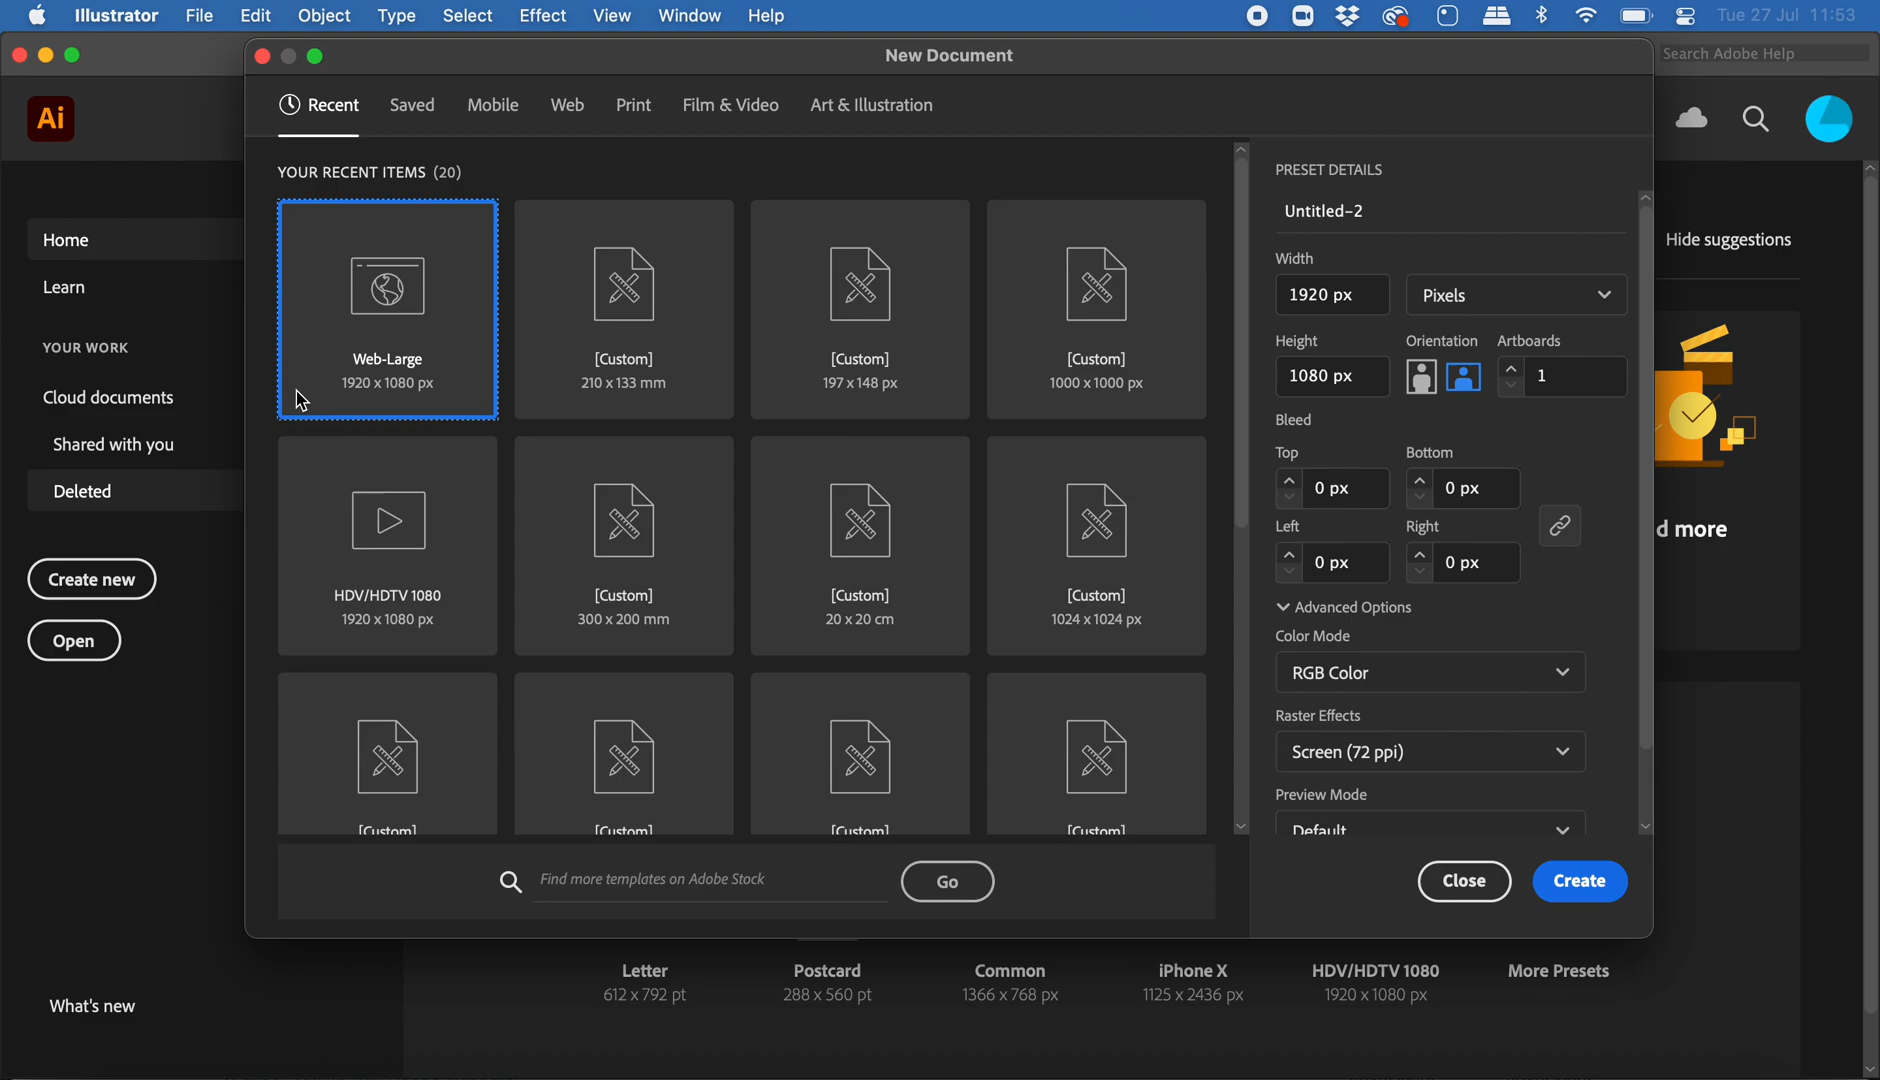 Illustrator File Edit Object Type Select Effect View Window Help Tue 27 Jul 11:53
New Document
Search Adobe Help
Ai
Recent Saved Mobile Web Print Film & Video Art & Illustration
Home
Learn
YOUR WORK
Cloud documents
Shared with you
Deleted
Create new
Open
What's new
YOUR RECENT ITEMS (20)
Web-Large
1920 x 1080 px
[Custom]
210 x 133 mm
[Custom]
197 x 148 px
[Custom]
1000 x 1000 px
HDV/HDTV 1080
1920 x 1080 px
[Custom]
300 x 200 mm
[Custom]
20 x 20 cm
[Custom]
1024 x 1024 px
[Custom]
[Custom]
[Custom]
[Custom]
Find more templates on Adobe Stock
Go
PRESET DETAILS
Untitled-2
Width
1920 px Pixels
Height Orientation Artboards
1080 px 1
Bleed
Top Bottom
0 px 0 px
Left Right
0 px 0 px
Advanced Options
Color Mode
RGB Color
Raster Effects
Screen (72 ppi)
Preview Mode
Default
Close Create
Hide suggestions
d more
Letter
612 x 792 pt
Postcard
288 x 560 pt
Common
1366 x 768 px
iPhone X
1125 x 2436 px
HDV/HDTV 1080
1920 x 1080 px
More Presets